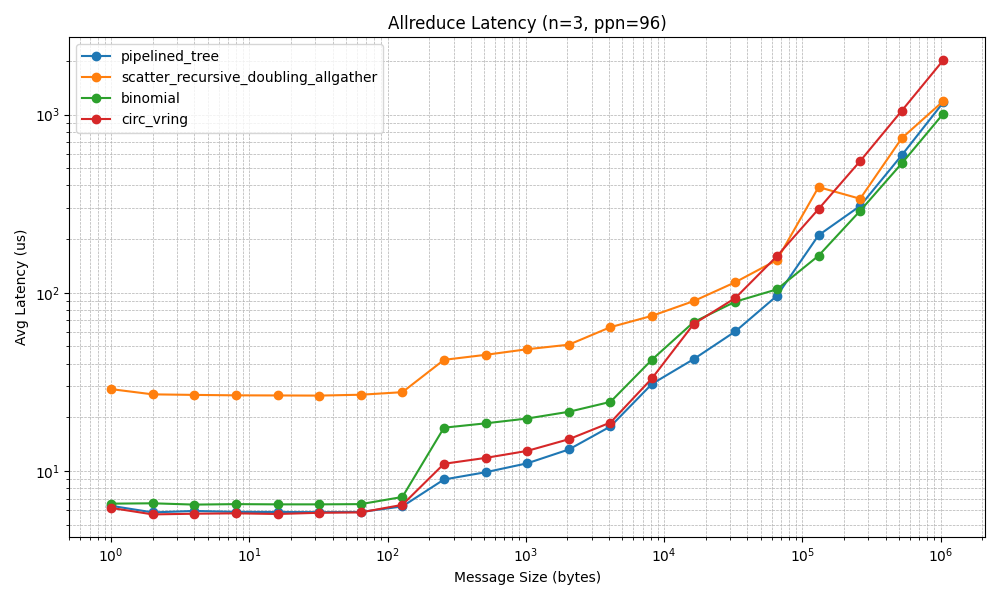 Allreduce Latency (n=3, ppn=96)
pipelined_tree
scatter_recursive_doubling_allgather
binomial
circ_vring
Avg Latency (us)
10³
10²
10¹
10⁰ 10¹ 10² 10³ 10⁴ 10⁵ 10⁶
Message Size (bytes)